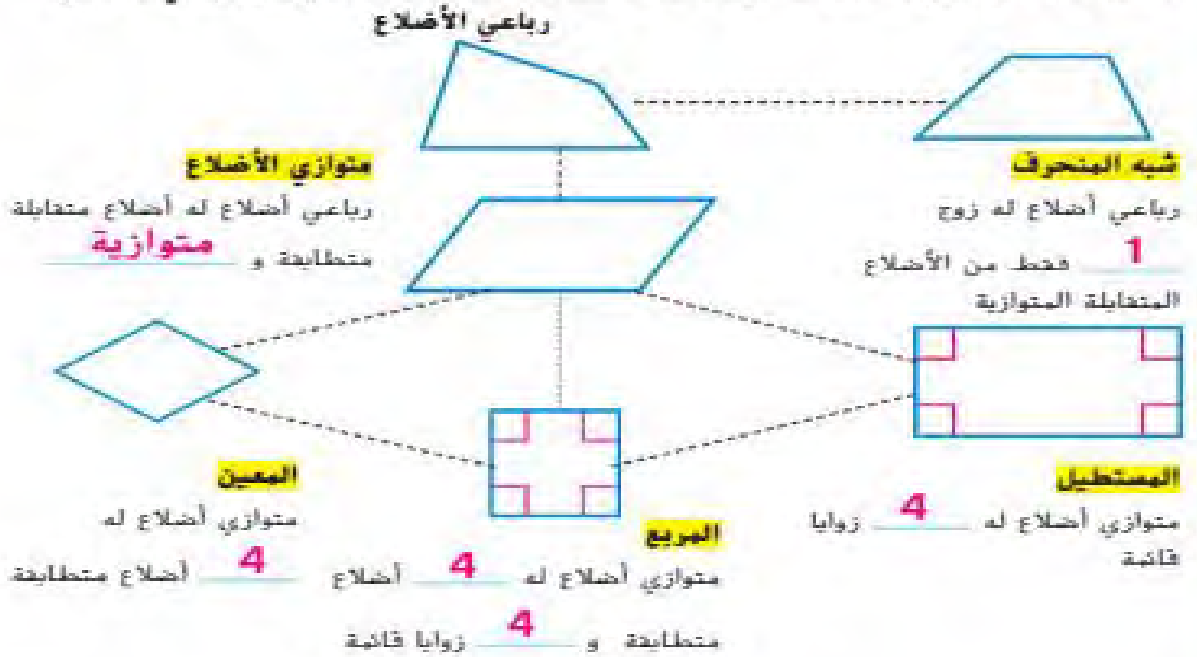 رباعي الأضلاع
شبه المنحرف
رباعي أضلاع له زوج
1 فقط من الأضلاع
المتقابلة المتوازية
متوازي الأضلاع
رباعي أضلاع له أضلاع متقابلة
متطابقة و متوازية
المستطيل
متوازي أضلاع له 4 زوايا
قائمة
المربع
متوازي أضلاع له 4 أضلاع
متطابقة و 4 زوايا قائمة
المعين
متوازي أضلاع له
4 أضلاع متطابقة